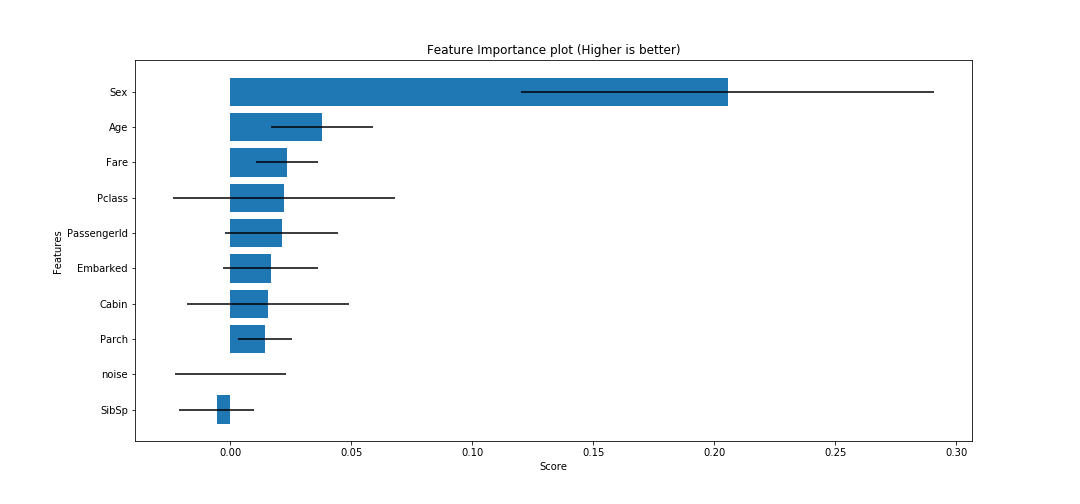 Feature Importance plot (Higher is better)
Features
Sex
Age
Fare
Pclass
PassengerId
Embarked
Cabin
Parch
noise
SibSp
0.00 0.05 0.10 0.15 0.20 0.25 0.30
Score